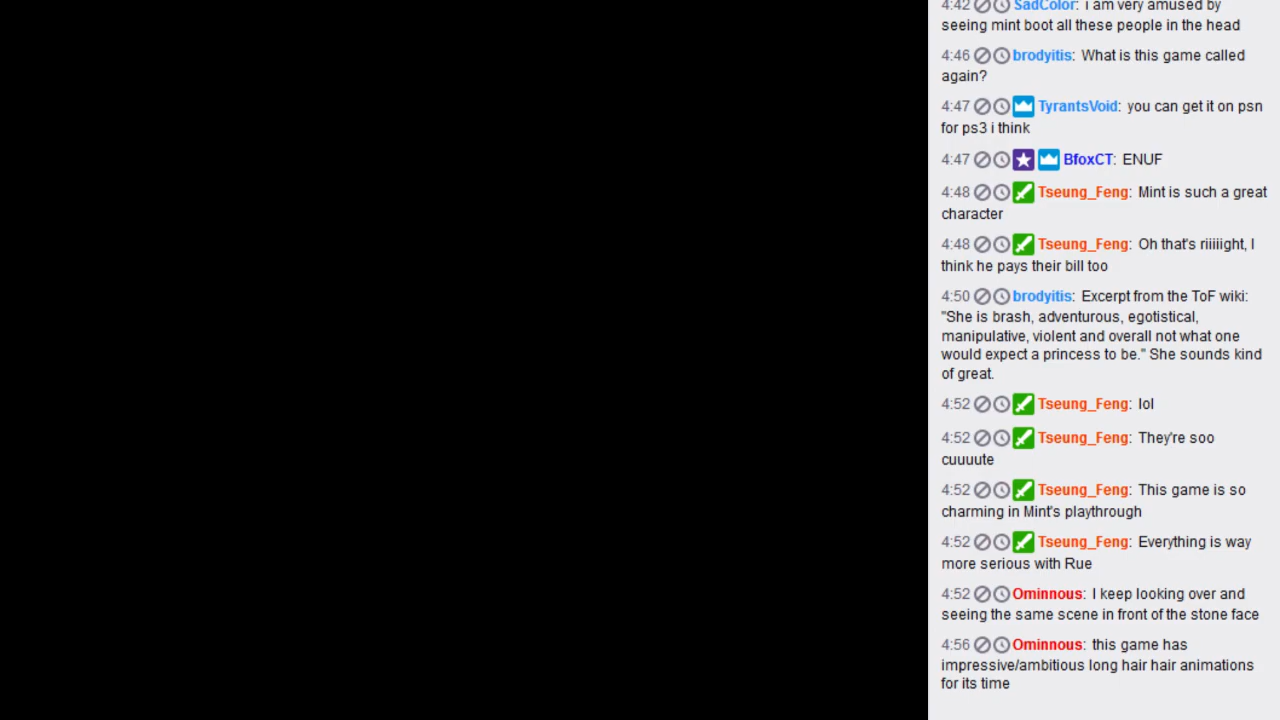 4:42 SadColor: i am very amused by
seeing mint boot all these people in the head
4:46 brodyitis: What is this game called
again?
4:47 TyrantsVoid: you can get it on psn
for ps3 i think
4:47 BfoxCT: ENUF
4:48 Tseung_Feng: Mint is such a great
character
4:48 Tseung_Feng: Oh that's riiiiight, I
think he pays their bill too
4:50 brodyitis: Excerpt from the ToF wiki:
"She is brash, adventurous, egotistical,
manipulative, violent and overall not what one
would expect a princess to be." She sounds kind
of great.
4:52 Tseung_Feng: lol
4:52 Tseung_Feng: They're soo
cuuuute
4:52 Tseung_Feng: This game is so
charming in Mint's playthrough
4:52 Tseung_Feng: Everything is way
more serious with Rue
4:52 Ominnous: I keep looking over and
seeing the same scene in front of the stone face
4:56 Ominnous: this game has
impressive/ambitious long hair hair animations
for its time